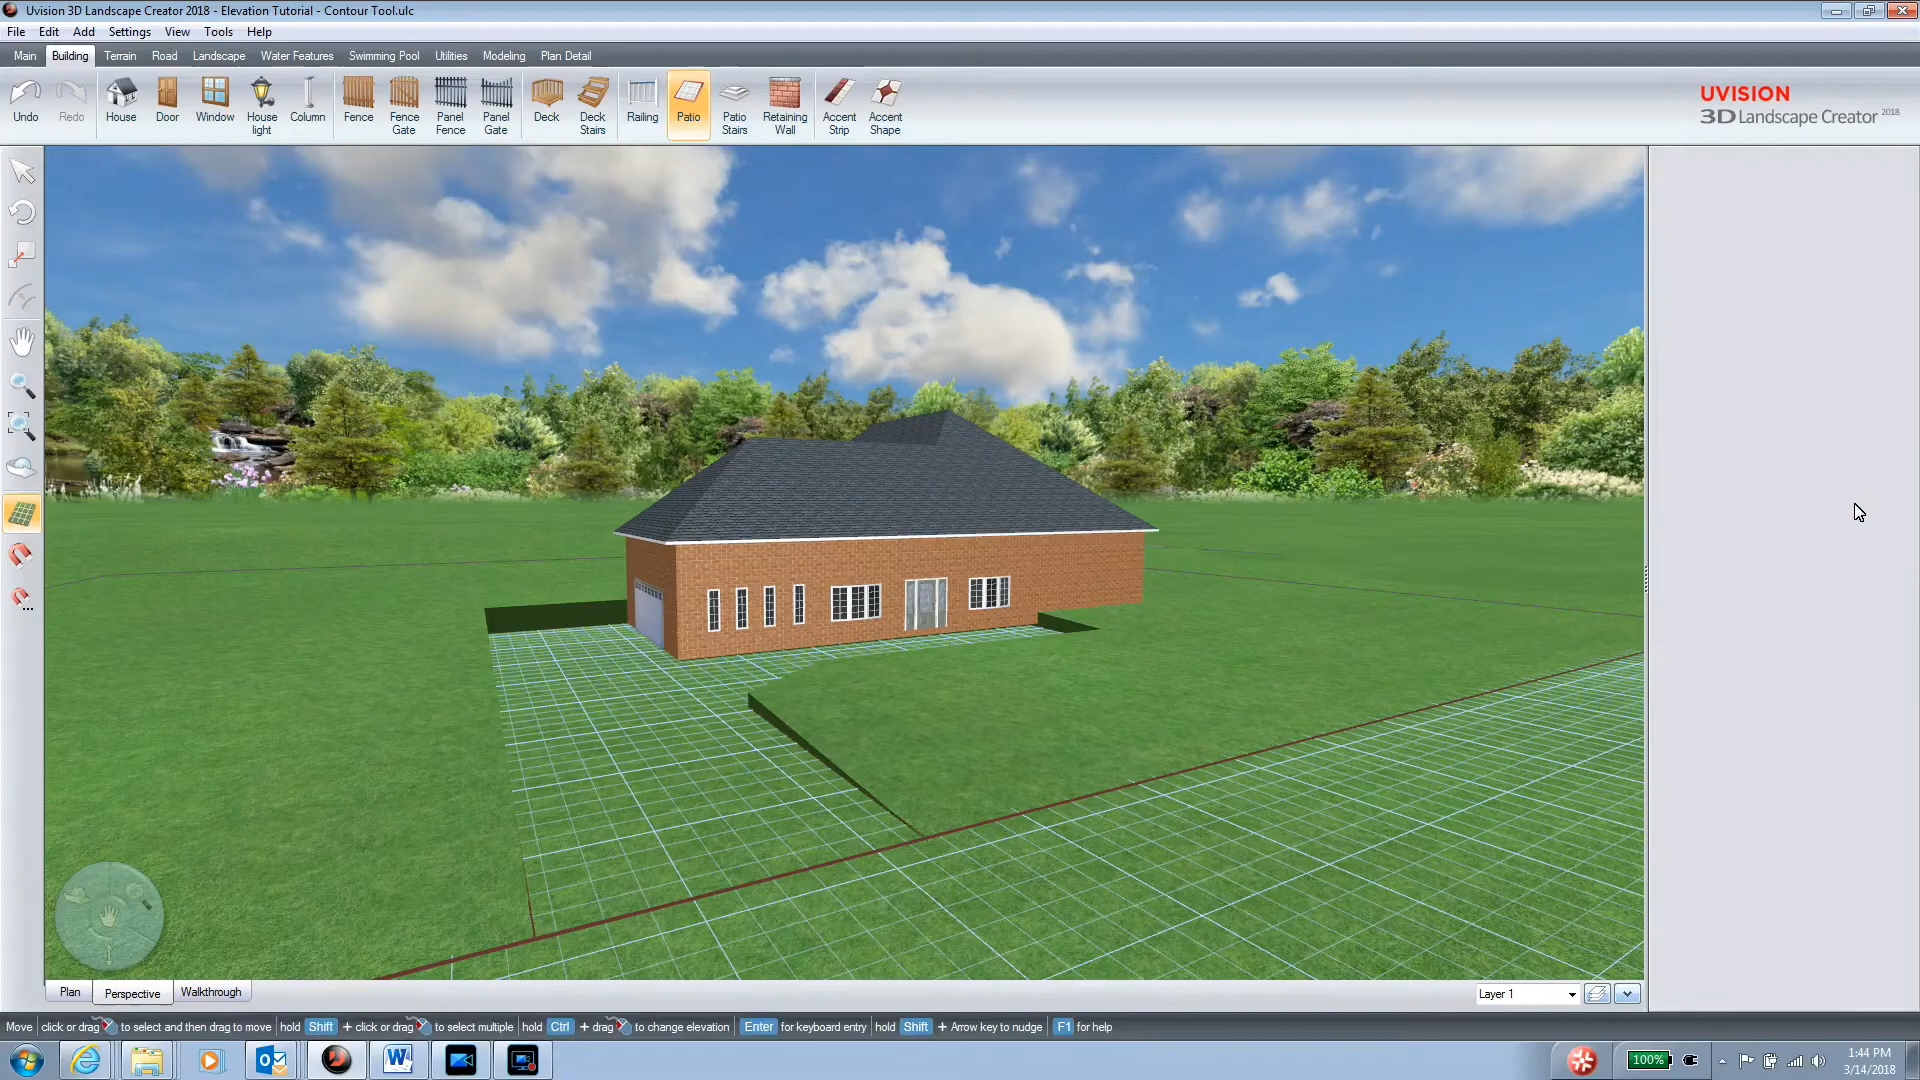 Uvision 3D Landscape Creator 2018 - Elevation Tutorial - Contour Tool.ulc
File Edit Add Settings View Tools Help
Main Building Terrain Road Landscape Water Features Swimming Pool Utilities Modeling Plan Detail
Undo Redo House Door Window House light Column Fence Fence Gate Panel Fence Panel Gate Deck Deck Stairs Railing Patio Patio Stairs Retaining Wall Accent Strip Accent Shape
UVISION
3D Landscape Creator 2018
Plan Perspective Walkthrough
Layer 1
Move click or drag to select and then drag to move hold Shift + click or drag to select multiple hold Ctrl + drag to change elevation Enter for keyboard entry hold Shift + Arrow key to nudge F1 for help
100%
1:44 PM
3/14/2018